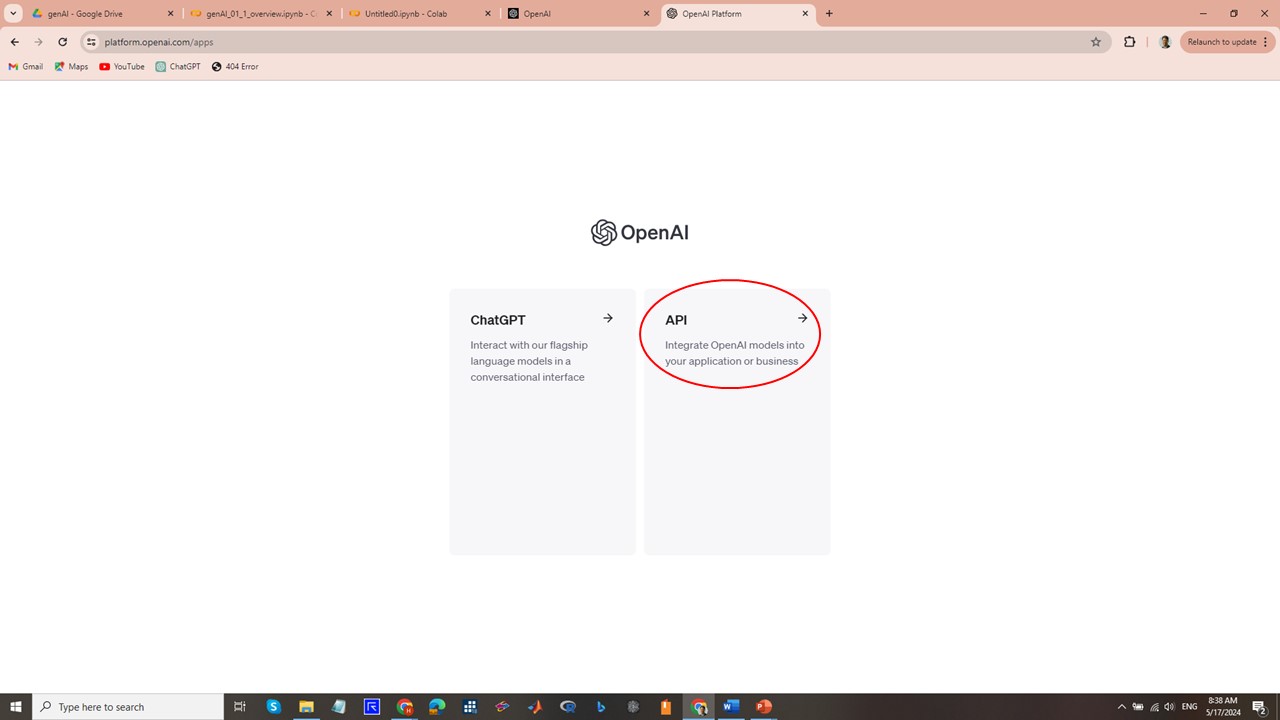 genAI - Google Drive
genAI_01_1_overview.ipynb - C
Untitled0.ipynb - Colab
OpenAI
OpenAI Platform
platform.openai.com/apps
Relaunch to update
Gmail
Maps
YouTube
ChatGPT
404 Error
OpenAI
ChatGPT
Interact with our flagship
language models in a
conversational interface
API
Integrate OpenAI models into
your application or business
Type here to search
ENG
8:38 AM
5/17/2024
2